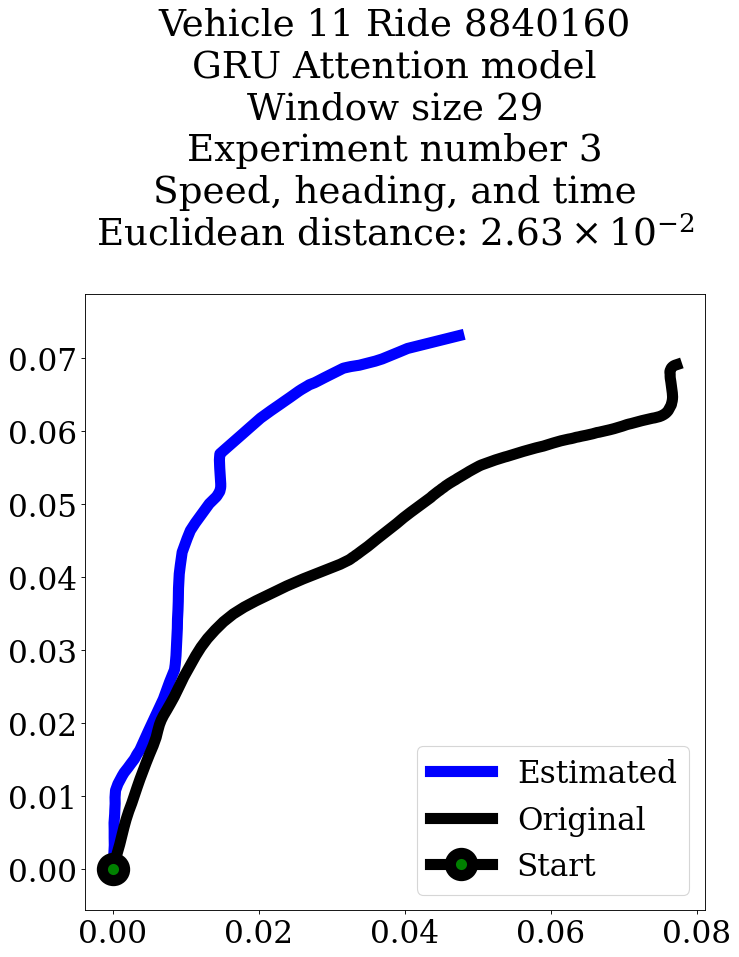 Vehicle 11 Ride 8840160
GRU Attention model
Window size 29
Experiment number 3
Speed, heading, and time
Euclidean distance: 2.63 × 10⁻²
0.07
0.06
0.05
0.04
0.03
0.02
0.01
0.00
Estimated
Original
Start
0.00 0.02 0.04 0.06 0.08